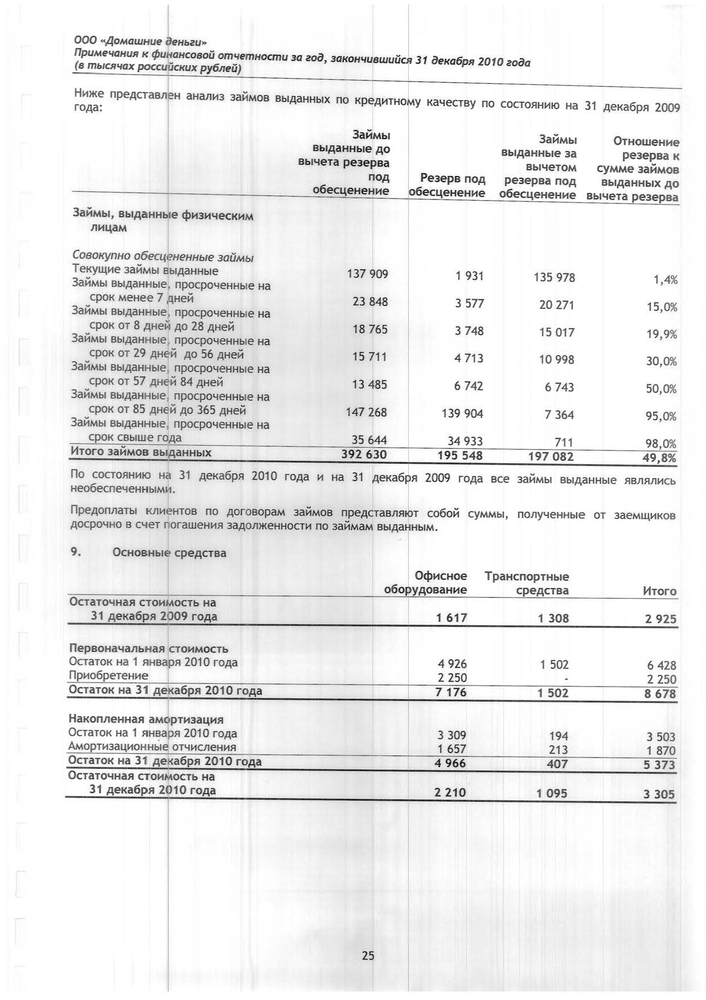 ООО «Домашние деньги»
Примечания к финансовой отчетности за год, закончившийся 31 декабря 2010 года
(в тысячах российских рублей)
Ниже представлен анализ займов выданных по кредитному качеству по состоянию на 31 декабря 2009
года:
Займы
выданные до
вычета резерва
под
обесценение
Резерв под
обесценение
Займы
выданные за
вычетом
резерва под
обесценение
Отношение
резерва к
сумме займов
выданных до
вычета резерва
Займы, выданные физическим
лицам
Совокупно обесцененные займы
Текущие займы выданные 137 909 1 931 135 978 1,4%
Займы выданные, просроченные на
срок менее 7 дней 23 848 3 577 20 271 15,0%
Займы выданные, просроченные на
срок от 8 дней до 28 дней 18 765 3 748 15 017 19,9%
Займы выданные, просроченные на
срок от 29 дней до 56 дней 15 711 4 713 10 998 30,0%
Займы выданные, просроченные на
срок от 57 дней 84 дней 13 485 6 742 6 743 50,0%
Займы выданные, просроченные на
срок от 85 дней до 365 дней 147 268 139 904 7 364 95,0%
Займы выданные, просроченные на
срок свыше года 35 644 34 933 711 98,0%
Итого займов выданных 392 630 195 548 197 082 49,8%
По состоянию на 31 декабря 2010 года и на 31 декабря 2009 года все займы выданные являлись
необеспеченными.
Предоплаты клиентов по договорам займов представляют собой суммы, полученные от заемщиков
досрочно в счет погашения задолженности по займам выданным.
9. Основные средства
Офисное
оборудование
Транспортные
средства
Итого
Остаточная стоимость на
31 декабря 2009 года 1 617 1 308 2 925
Первоначальная стоимость
Остаток на 1 января 2010 года 4 926 1 502 6 428
Приобретение 2 250 - 2 250
Остаток на 31 декабря 2010 года 7 176 1 502 8 678
Накопленная амортизация
Остаток на 1 января 2010 года 3 309 194 3 503
Амортизационные отчисления 1 657 213 1 870
Остаток на 31 декабря 2010 года 4 966 407 5 373
Остаточная стоимость на
31 декабря 2010 года 2 210 1 095 3 305
25